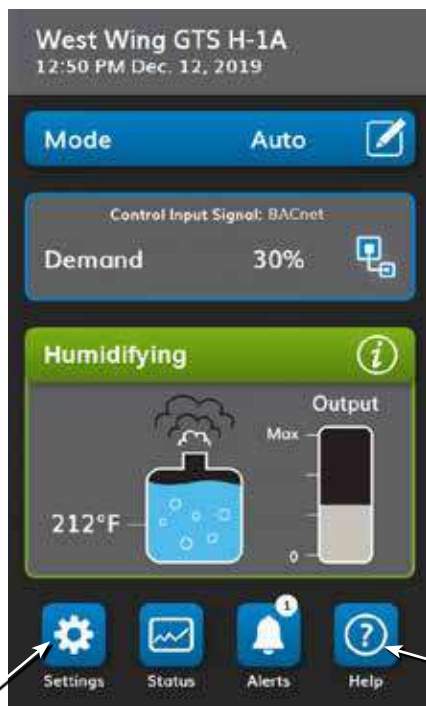 West Wing GTS H-1A
12:50 PM Dec. 12, 2019
Mode Auto
Control Input Signal: BACnet
Demand 30%
Humidifying i
Output
Max
212°F
0
1
?
Settings Status Alerts Help